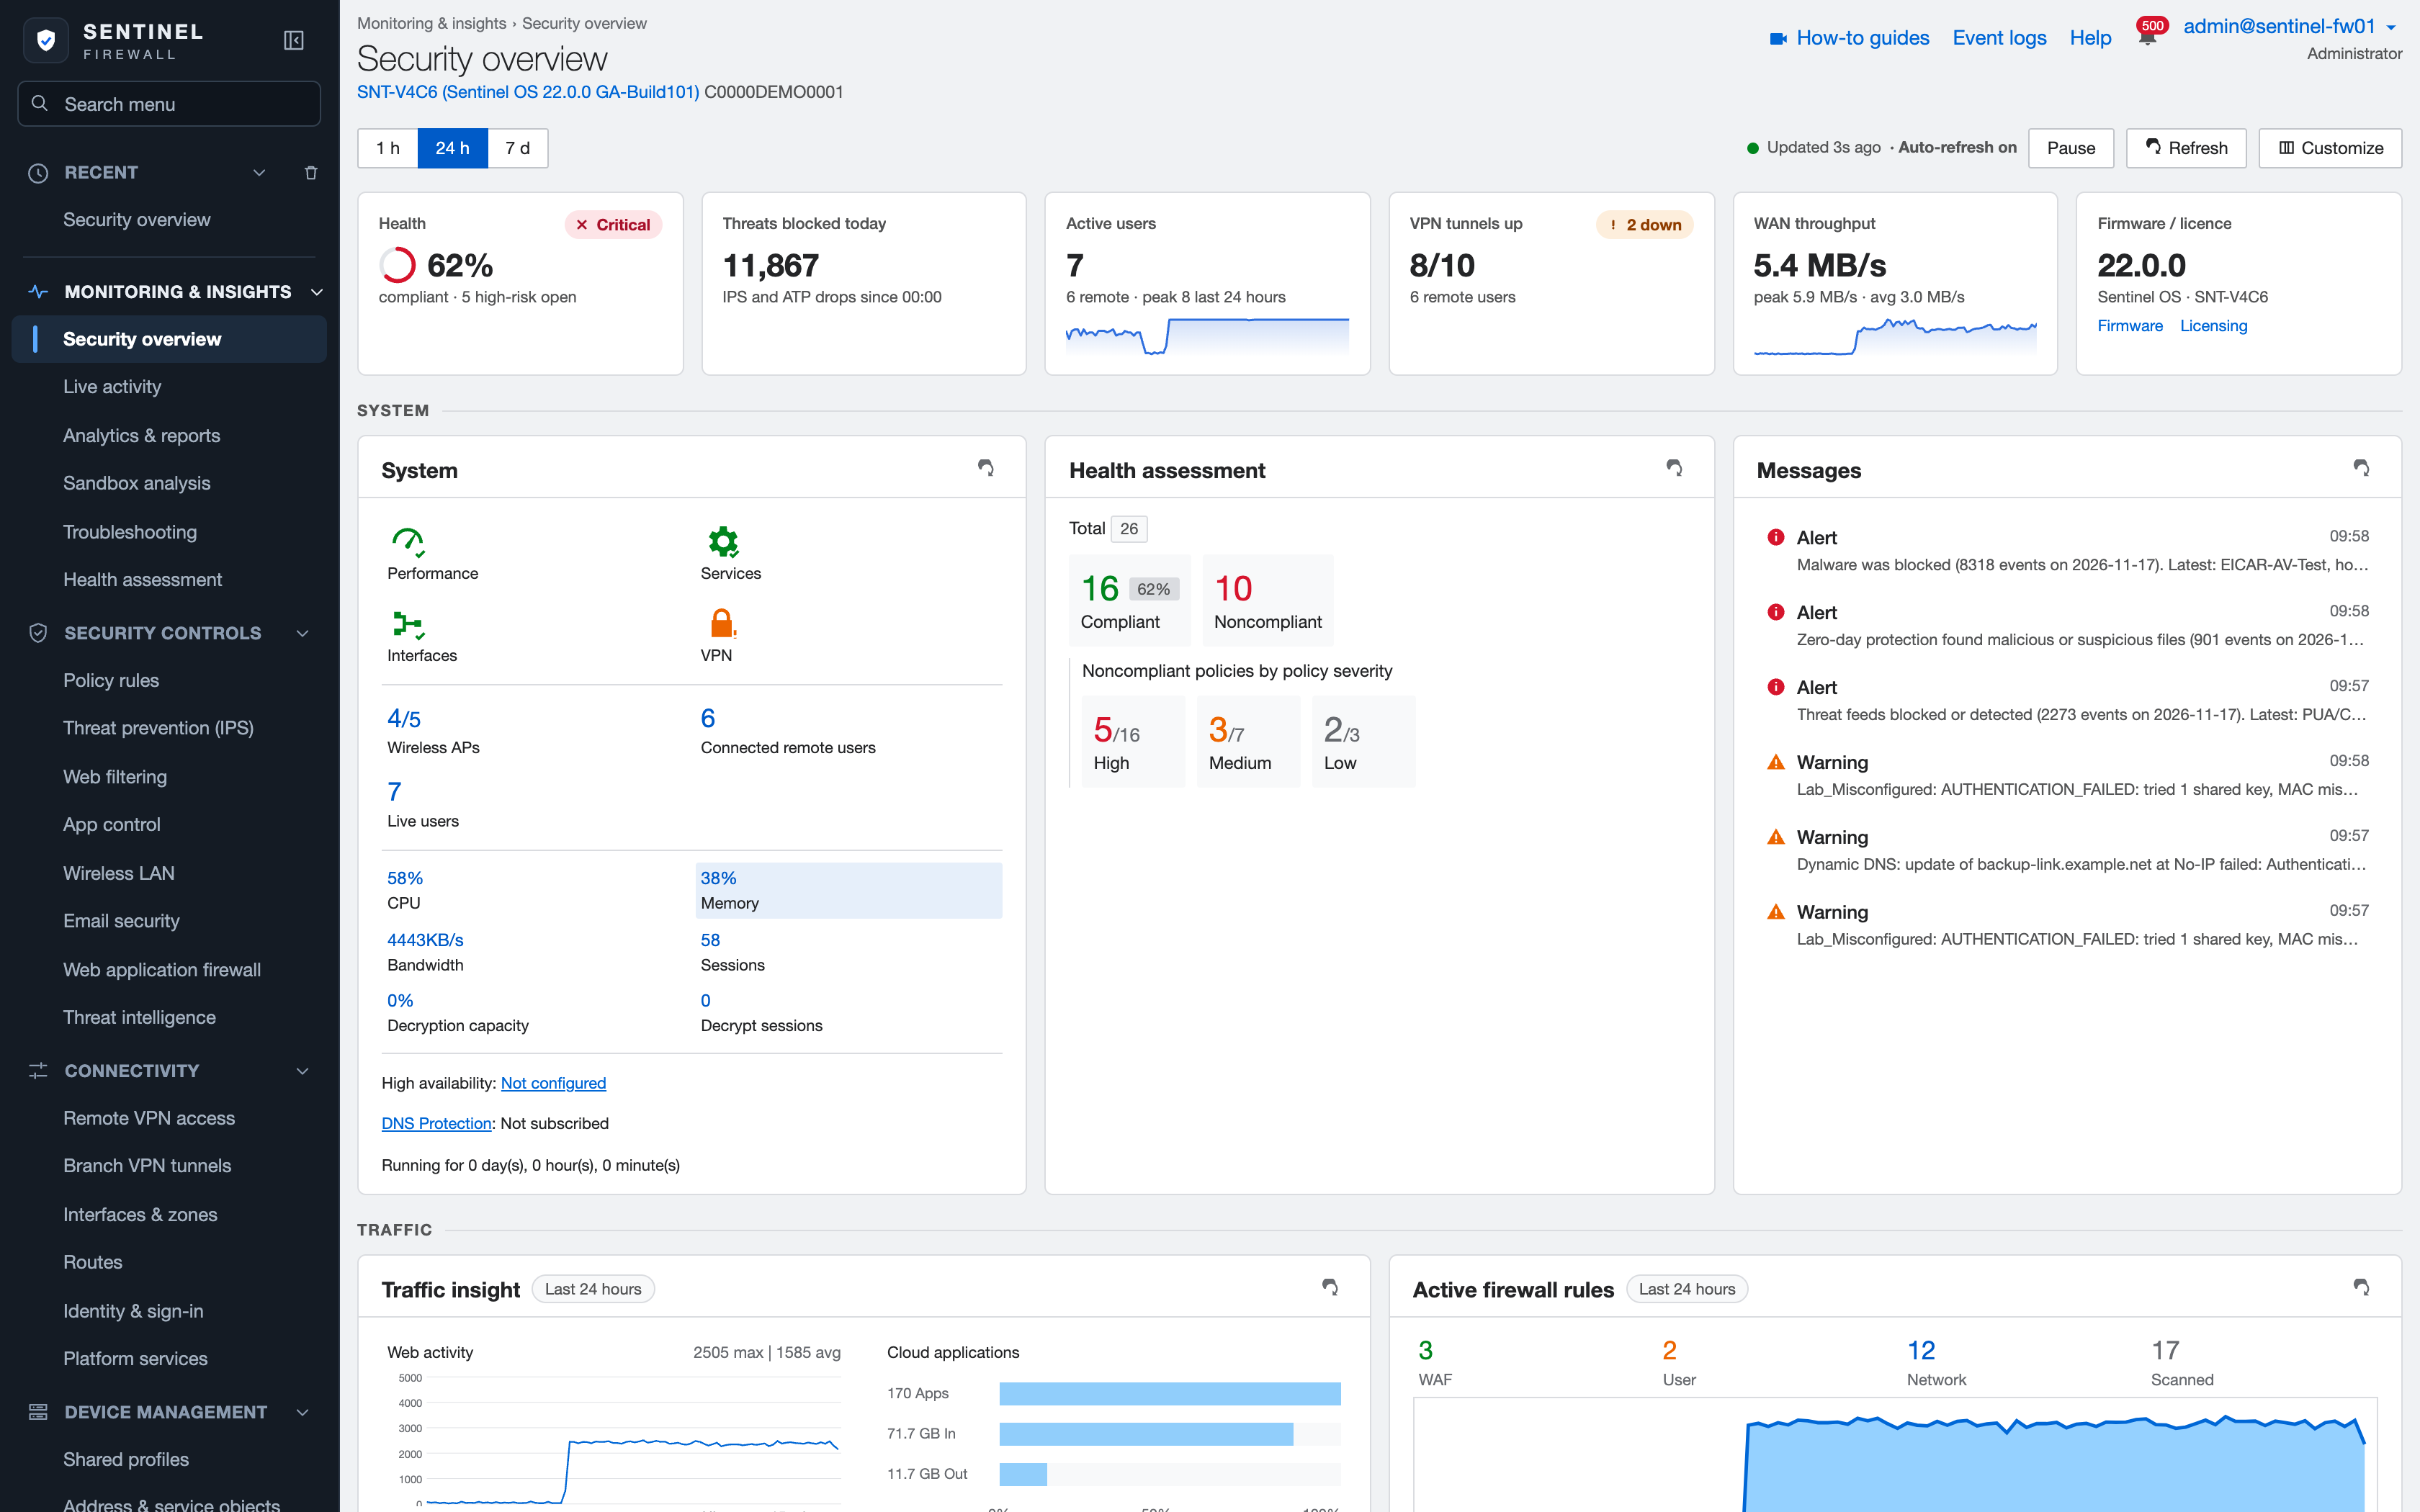 SENTINEL
FIREWALL
Search menu
RECENT
Security overview
MONITORING & INSIGHTS
Security overview
Live activity
Analytics & reports
Sandbox analysis
Troubleshooting
Health assessment
SECURITY CONTROLS
Policy rules
Threat prevention (IPS)
Web filtering
App control
Wireless LAN
Email security
Web application firewall
Threat intelligence
CONNECTIVITY
Remote VPN access
Branch VPN tunnels
Interfaces & zones
Routes
Identity & sign-in
Platform services
DEVICE MANAGEMENT
Shared profiles
Address & service objects
Monitoring & insights › Security overview
Security overview
SNT-V4C6 (Sentinel OS 22.0.0 GA-Build101) C0000DEMO0001
How-to guides
Event logs
Help
500
admin@sentinel-fw01
Administrator
1 h
24 h
7 d
Updated 3s ago · Auto-refresh on
Pause
Refresh
Customize
Health
Critical
62%
compliant · 5 high-risk open
Threats blocked today
11,867
IPS and ATP drops since 00:00
Active users
7
6 remote · peak 8 last 24 hours
VPN tunnels up
! 2 down
8/10
6 remote users
WAN throughput
5.4 MB/s
peak 5.9 MB/s · avg 3.0 MB/s
Firmware / licence
22.0.0
Sentinel OS · SNT-V4C6
Firmware Licensing
SYSTEM
System
Performance
Services
Interfaces
VPN
4/5
Wireless APs
6
Connected remote users
7
Live users
58%
CPU
38%
Memory
4443KB/s
Bandwidth
58
Sessions
0%
Decryption capacity
0
Decrypt sessions
High availability: Not configured
DNS Protection: Not subscribed
Running for 0 day(s), 0 hour(s), 0 minute(s)
Health assessment
Total 26
16 62%
Compliant
10
Noncompliant
Noncompliant policies by policy severity
5/16
High
3/7
Medium
2/3
Low
Messages
Alert 09:58
Malware was blocked (8318 events on 2026-11-17). Latest: EICAR-AV-Test, ho…
Alert 09:58
Zero-day protection found malicious or suspicious files (901 events on 2026-1…
Alert 09:57
Threat feeds blocked or detected (2273 events on 2026-11-17). Latest: PUA/C…
Warning 09:58
Lab_Misconfigured: AUTHENTICATION_FAILED: tried 1 shared key, MAC mis…
Warning 09:57
Dynamic DNS: update of backup-link.example.net at No-IP failed: Authenticati…
Warning 09:57
Lab_Misconfigured: AUTHENTICATION_FAILED: tried 1 shared key, MAC mis…
TRAFFIC
Traffic insight Last 24 hours
Web activity 2505 max | 1585 avg
5000
4000
3000
2000
1000
0
Cloud applications
170 Apps
71.7 GB In
11.7 GB Out
0% 50% 100%
Active firewall rules Last 24 hours
3
WAF
2
User
12
Network
17
Scanned